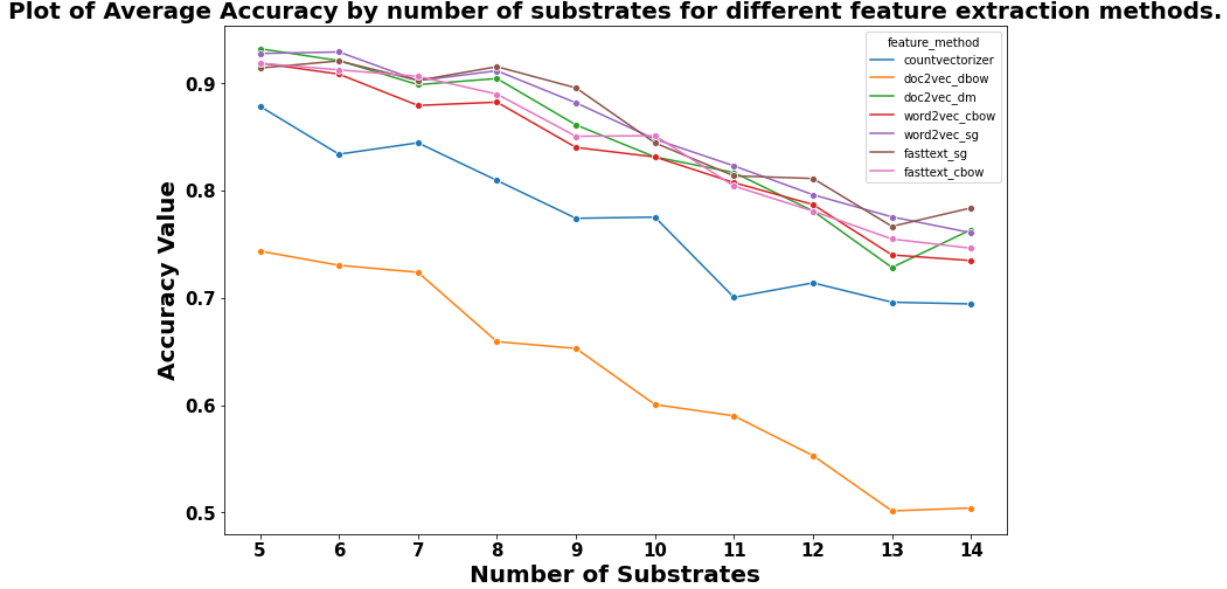 Plot of Average Accuracy by number of substrates for different feature extraction methods.
feature_method
countvectorizer
doc2vec_dbow
doc2vec_dm
word2vec_cbow
word2vec_sg
fasttext_sg
fasttext_cbow
Accuracy Value
0.9
0.8
0.7
0.6
0.5
5 6 7 8 9 10 11 12 13 14
Number of Substrates